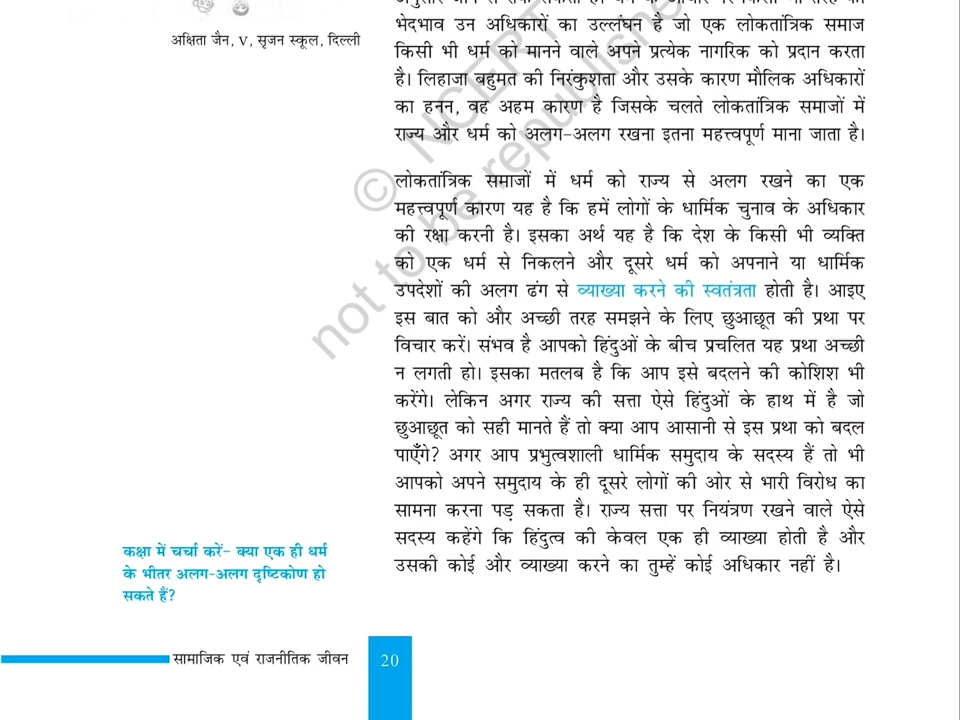 भेदभाव उन अधिकारों का उल्लंघन है जो एक लोकतांत्रिक समाज
किसी भी धर्म को मानने वाले अपने प्रत्येक नागरिक को प्रदान करता
है। लिहाजा बहुमत की निरंकुशता और उसके कारण मौलिक अधिकारों
का हनन, वह अहम कारण है जिसके चलते लोकतांत्रिक समाजों में
राज्य और धर्म को अलग-अलग रखना इतना महत्त्वपूर्ण माना जाता है।
अक्षिता जैन, V, सृजन स्कूल, दिल्ली
लोकतांत्रिक समाजों में धर्म को राज्य से अलग रखने का एक
महत्त्वपूर्ण कारण यह है कि हमें लोगों के धार्मिक चुनाव के अधिकार
की रक्षा करनी है। इसका अर्थ यह है कि देश के किसी भी व्यक्ति
को एक धर्म से निकलने और दूसरे धर्म को अपनाने या धार्मिक
उपदेशों की अलग ढंग से व्याख्या करने की स्वतंत्रता होती है। आइए
इस बात को और अच्छी तरह समझने के लिए छुआछूत की प्रथा पर
विचार करें। संभव है आपको हिंदुओं के बीच प्रचलित यह प्रथा अच्छी
न लगती हो। इसका मतलब है कि आप इसे बदलने की कोशिश भी
करेंगे। लेकिन अगर राज्य की सत्ता ऐसे हिंदुओं के हाथ में है जो
छुआछूत को सही मानते हैं तो क्या आप आसानी से इस प्रथा को बदल
पाएँगे? अगर आप प्रभुत्वशाली धार्मिक समुदाय के सदस्य हैं तो भी
आपको अपने समुदाय के ही दूसरे लोगों की ओर से भारी विरोध का
सामना करना पड़ सकता है। राज्य सत्ता पर नियंत्रण रखने वाले ऐसे
सदस्य कहेंगे कि हिंदुत्व की केवल एक ही व्याख्या होती है और
उसकी कोई और व्याख्या करने का तुम्हें कोई अधिकार नहीं है।
कक्षा में चर्चा करें- क्या एक ही धर्म
के भीतर अलग-अलग दृष्टिकोण हो
सकते हैं?
सामाजिक एवं राजनीतिक जीवन
20
© NCERT
not to be republishe